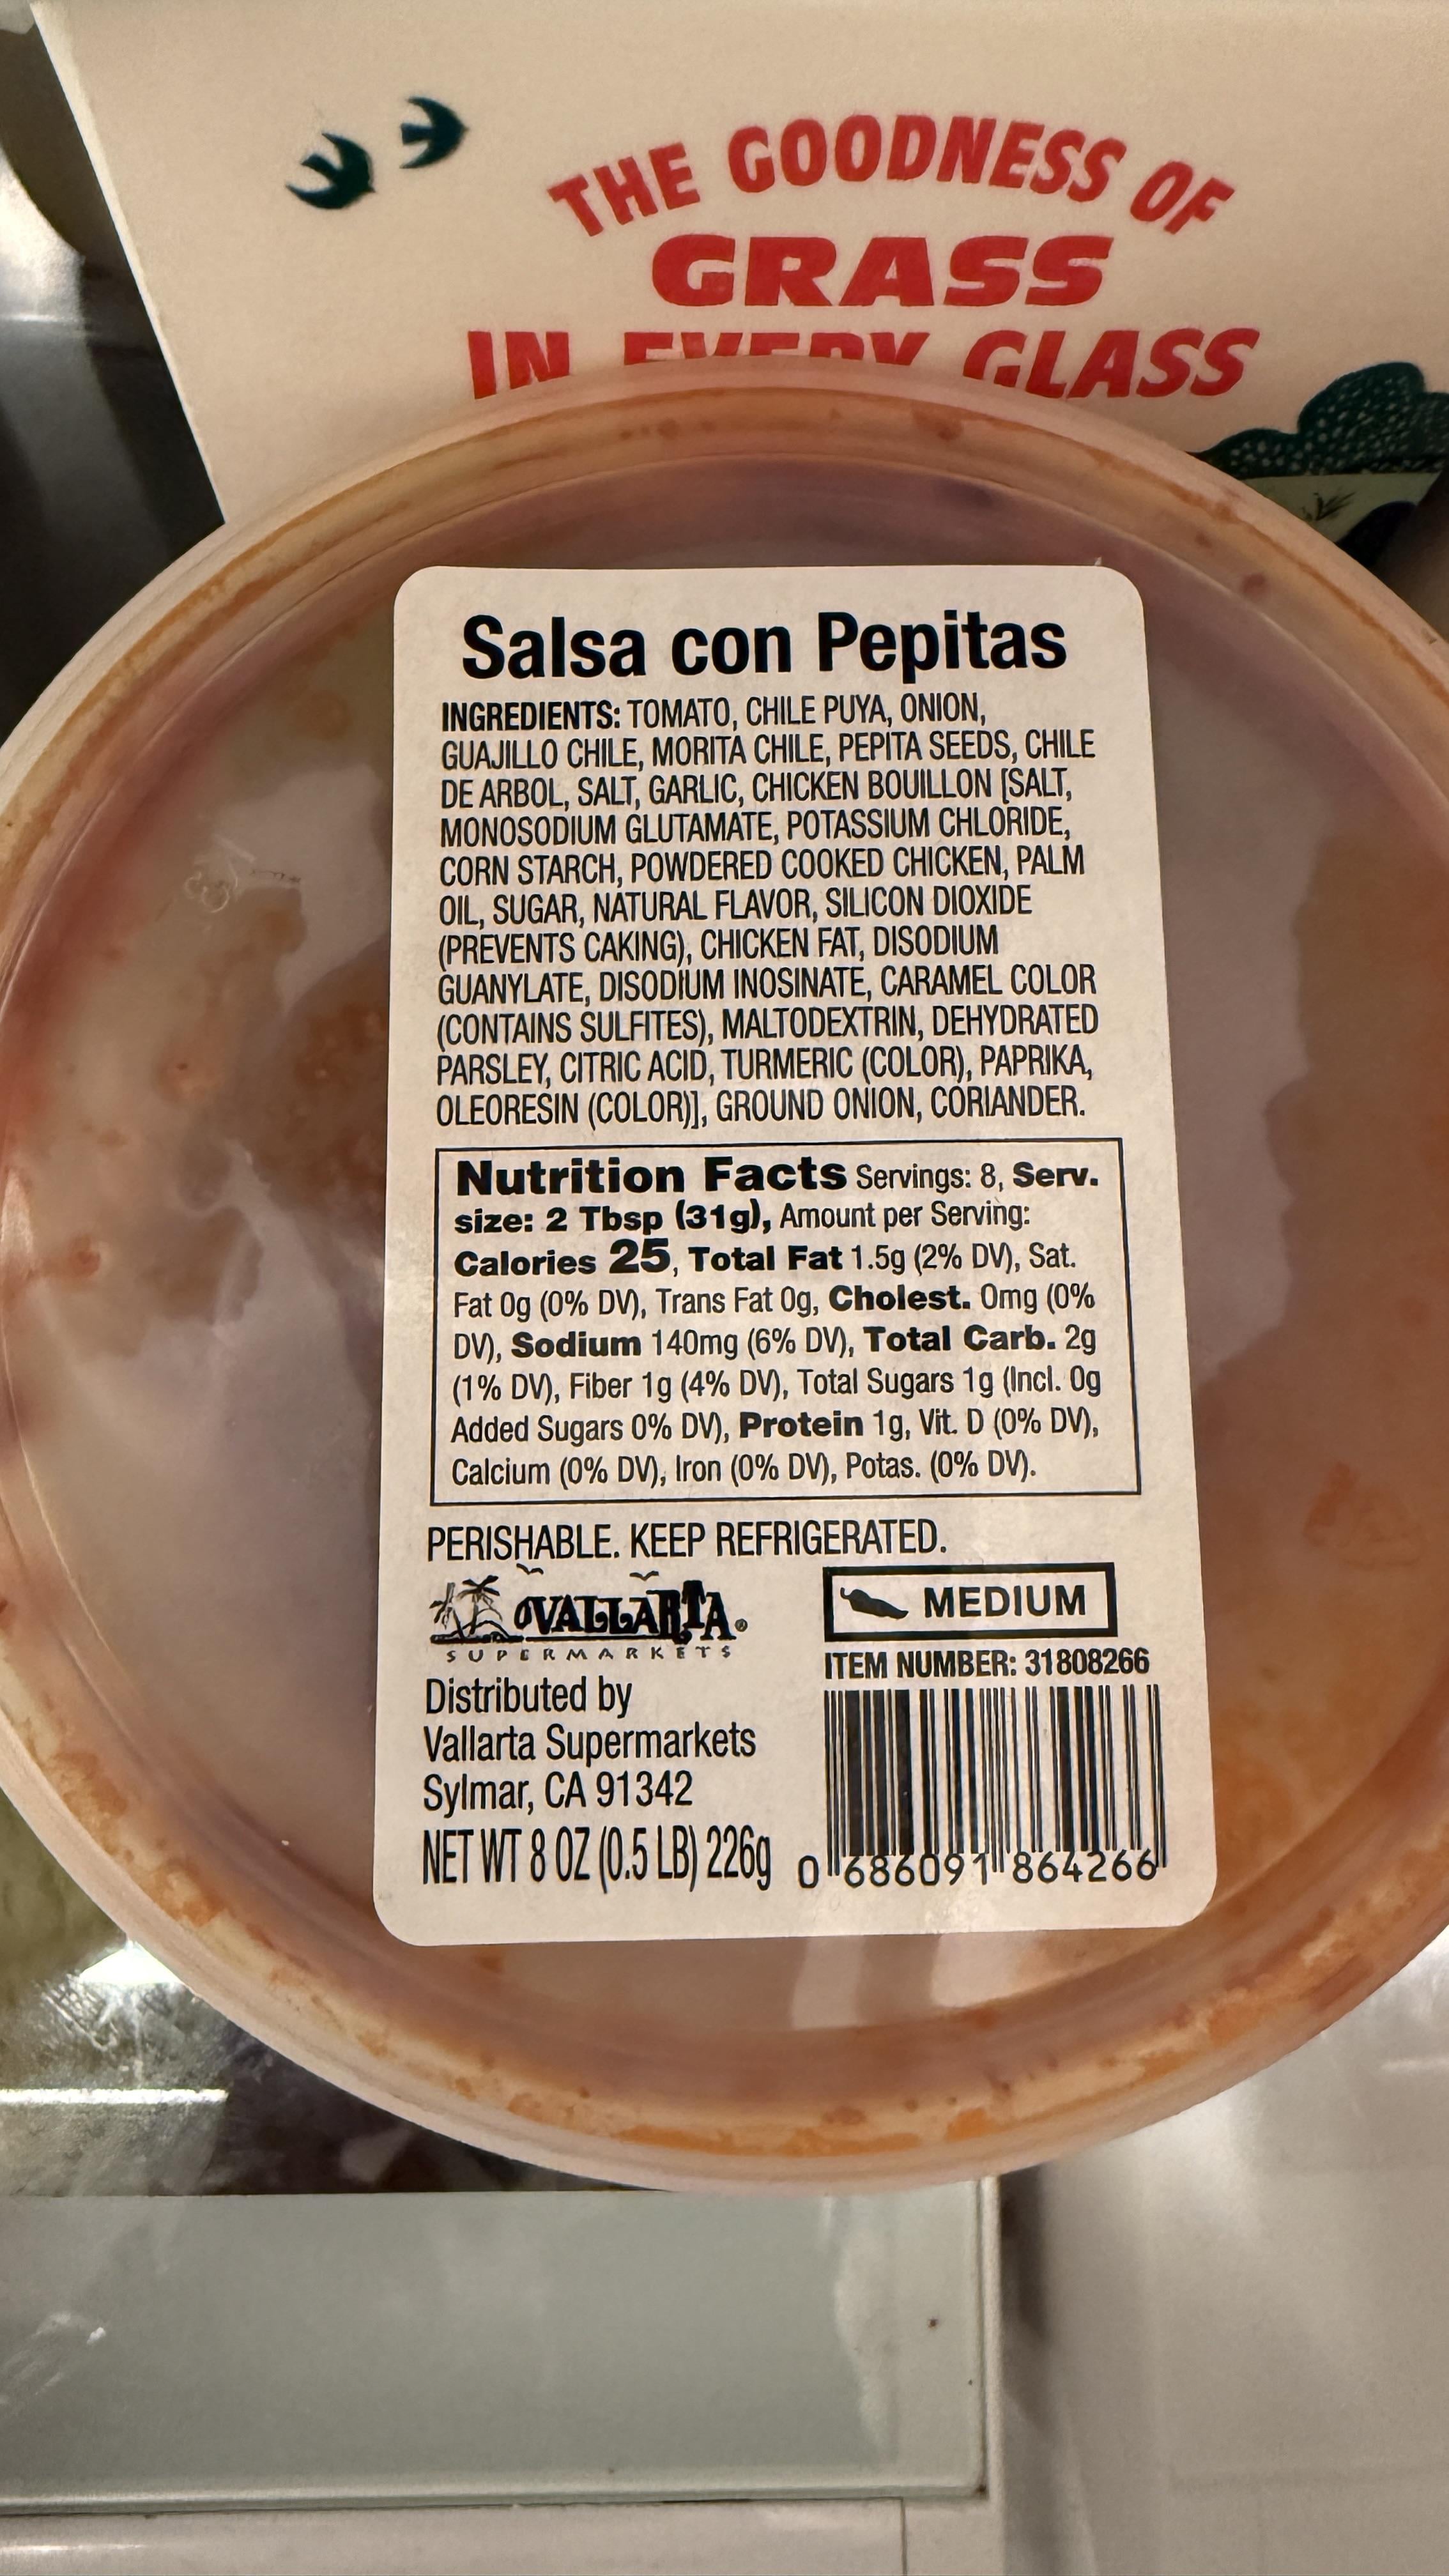 THE GOODNESS OF
GRASS
IN EVERY GLASS
Salsa con Pepitas
INGREDIENTS: TOMATO, CHILE PUYA, ONION,
GUAJILLO CHILE, MORITA CHILE, PEPITA SEEDS, CHILE
DE ARBOL, SALT, GARLIC, CHICKEN BOUILLON [SALT,
MONOSODIUM GLUTAMATE, POTASSIUM CHLORIDE,
CORN STARCH, POWDERED COOKED CHICKEN, PALM
OIL, SUGAR, NATURAL FLAVOR, SILICON DIOXIDE
(PREVENTS CAKING), CHICKEN FAT, DISODIUM
GUANYLATE, DISODIUM INOSINATE, CARAMEL COLOR
(CONTAINS SULFITES), MALTODEXTRIN, DEHYDRATED
PARSLEY, CITRIC ACID, TURMERIC (COLOR), PAPRIKA,
OLEORESIN (COLOR)], GROUND ONION, CORIANDER.
Nutrition Facts Servings: 8, Serv.
size: 2 Tbsp (31g), Amount per Serving:
Calories 25, Total Fat 1.5g (2% DV), Sat.
Fat 0g (0% DV), Trans Fat 0g, Cholest. 0mg (0%
DV), Sodium 140mg (6% DV), Total Carb. 2g
(1% DV), Fiber 1g (4% DV), Total Sugars 1g (Incl. 0g
Added Sugars 0% DV), Protein 1g, Vit. D (0% DV),
Calcium (0% DV), Iron (0% DV), Potas. (0% DV).
PERISHABLE. KEEP REFRIGERATED.
VALLARTA®
SUPERMARKETS
MEDIUM
ITEM NUMBER: 31808266
Distributed by
Vallarta Supermarkets
Sylmar, CA 91342
NET WT 8 OZ (0.5 LB) 226g
0 686091 864266